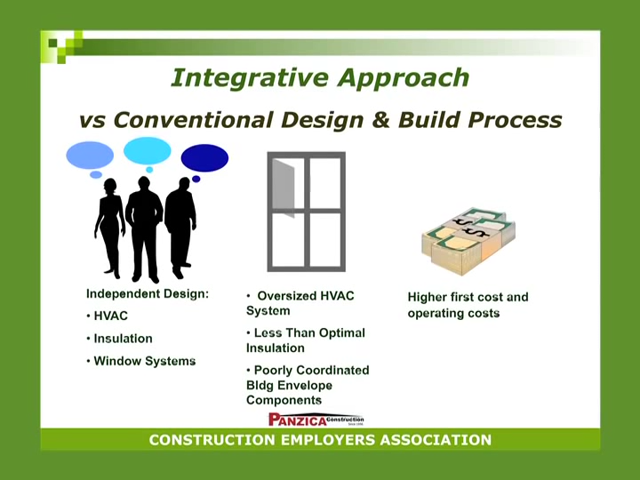 Integrative Approach
vs Conventional Design & Build Process
Independent Design:
• HVAC
• Insulation
• Window Systems
• Oversized HVAC
System
• Less Than Optimal
Insulation
• Poorly Coordinated
Bldg Envelope
Components
$ $
Higher first cost and
operating costs
PANZICA Construction
CONSTRUCTION EMPLOYERS ASSOCIATION